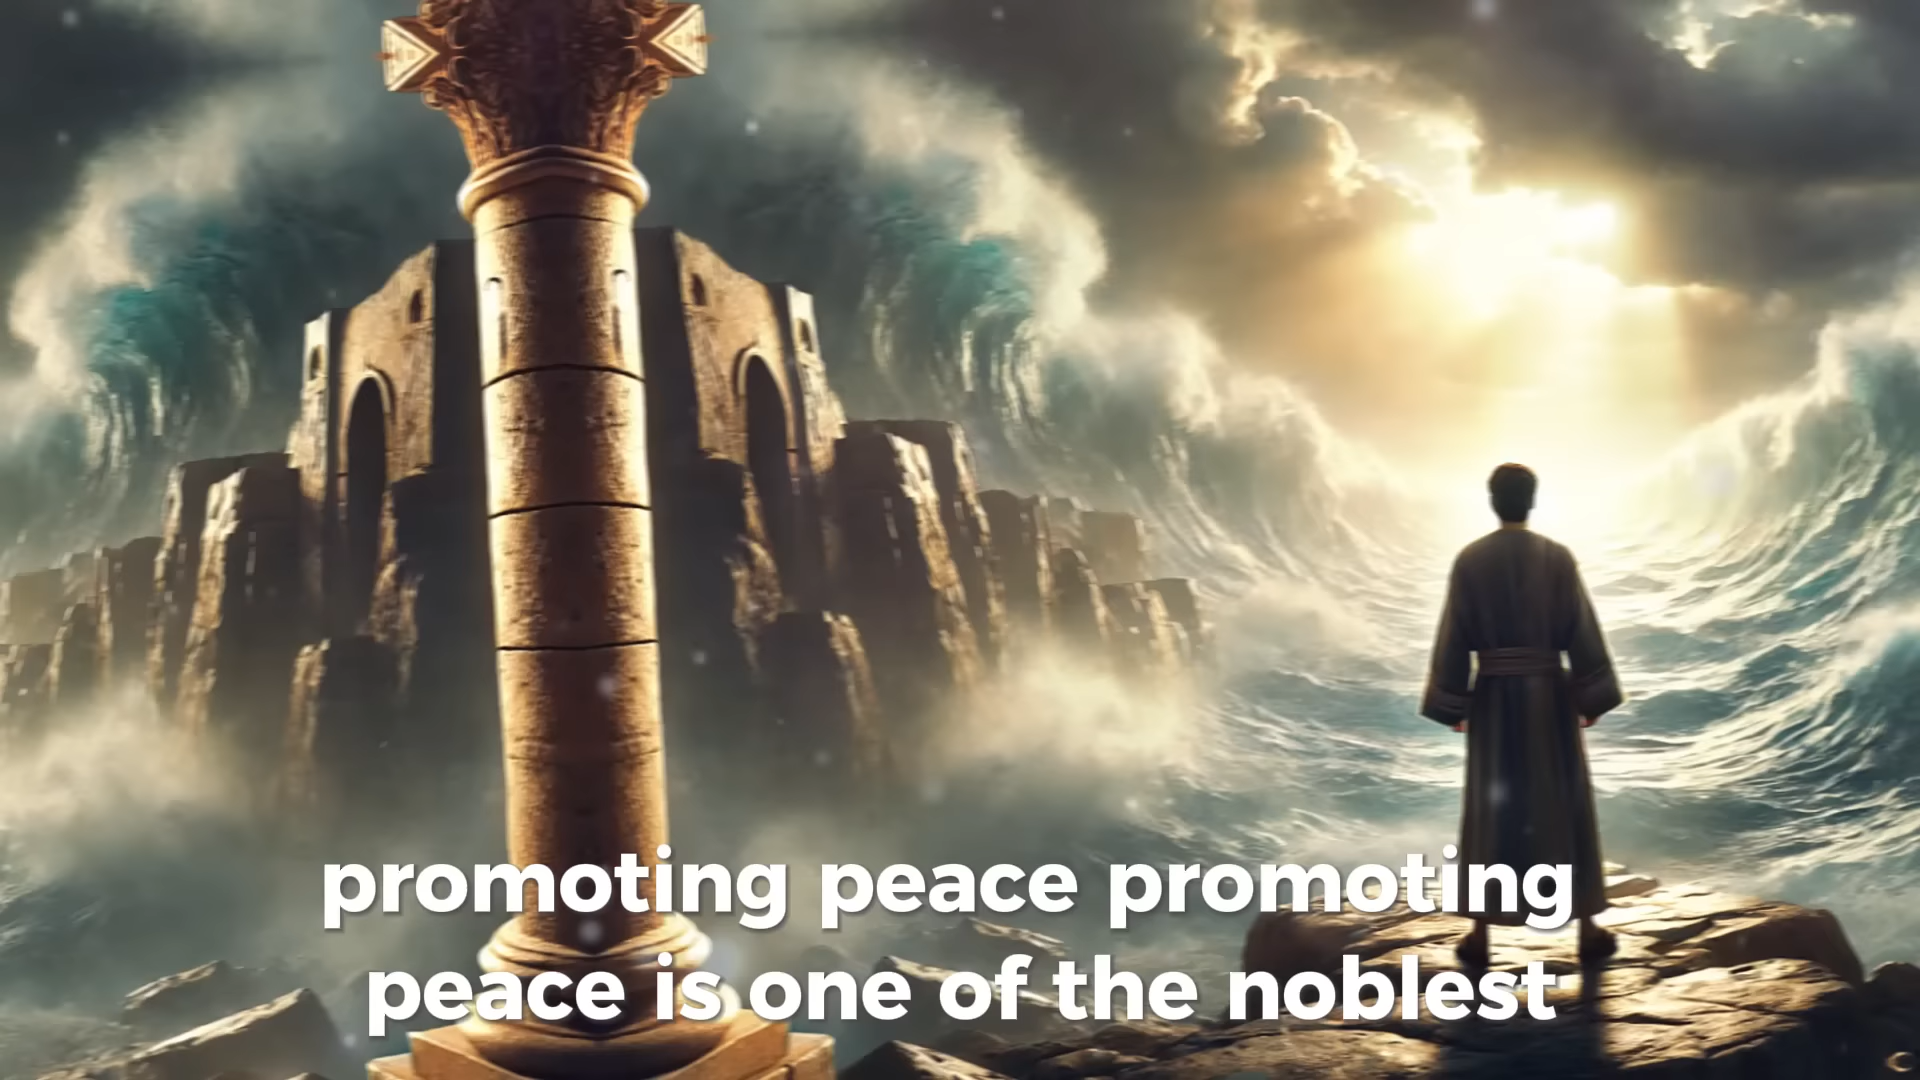 promoting peace promoting
peace is one of the noblest